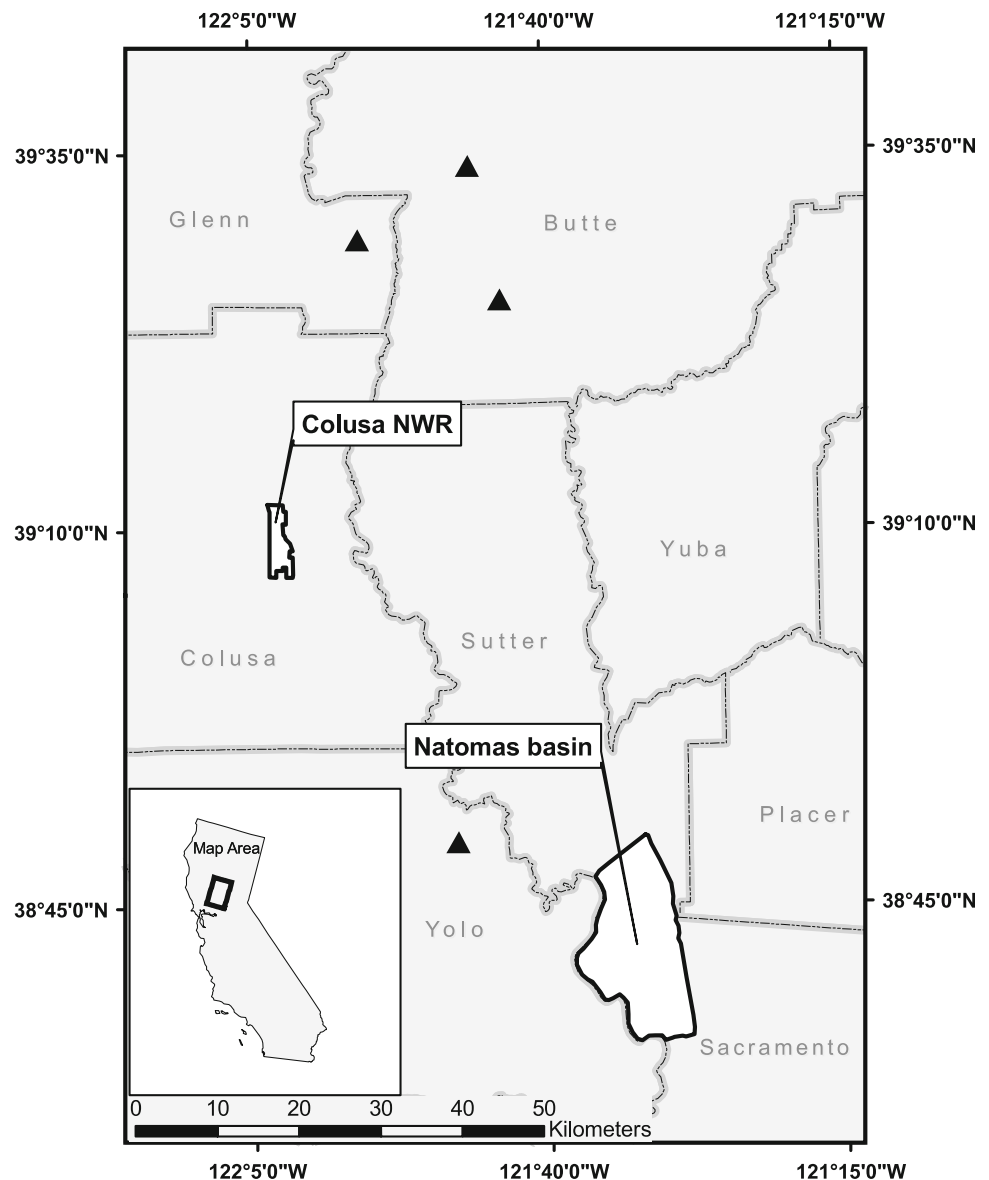 122°5'0"W 121°40'0"W 121°15'0"W
39°35'0"N 39°35'0"N
Glenn Butte
Colusa NWR
39°10'0"N 39°10'0"N
Yuba
Sutter
Colusa
Natomas basin
Placer
Map Area
38°45'0"N 38°45'0"N
Yolo
Sacramento
0 10 20 30 40 50
Kilometers
122°5'0"W 121°40'0"W 121°15'0"W